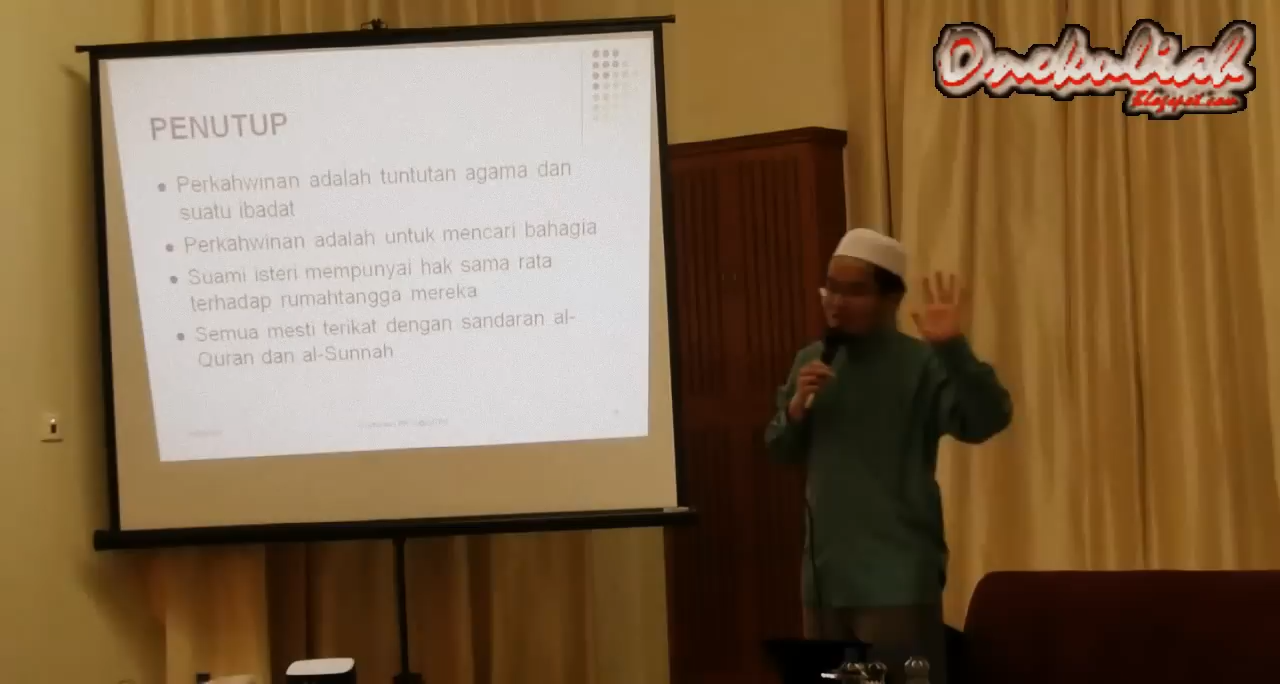 Onekuliah
Blogspot.com
PENUTUP
Perkahwinan adalah tuntutan agama dan
suatu ibadat
Perkahwinan adalah untuk mencari bahagia
Suami isteri mempunyai hak sama rata
terhadap rumahtangga mereka
Semua mesti terikat dengan sandaran al-
Quran dan al-Sunnah